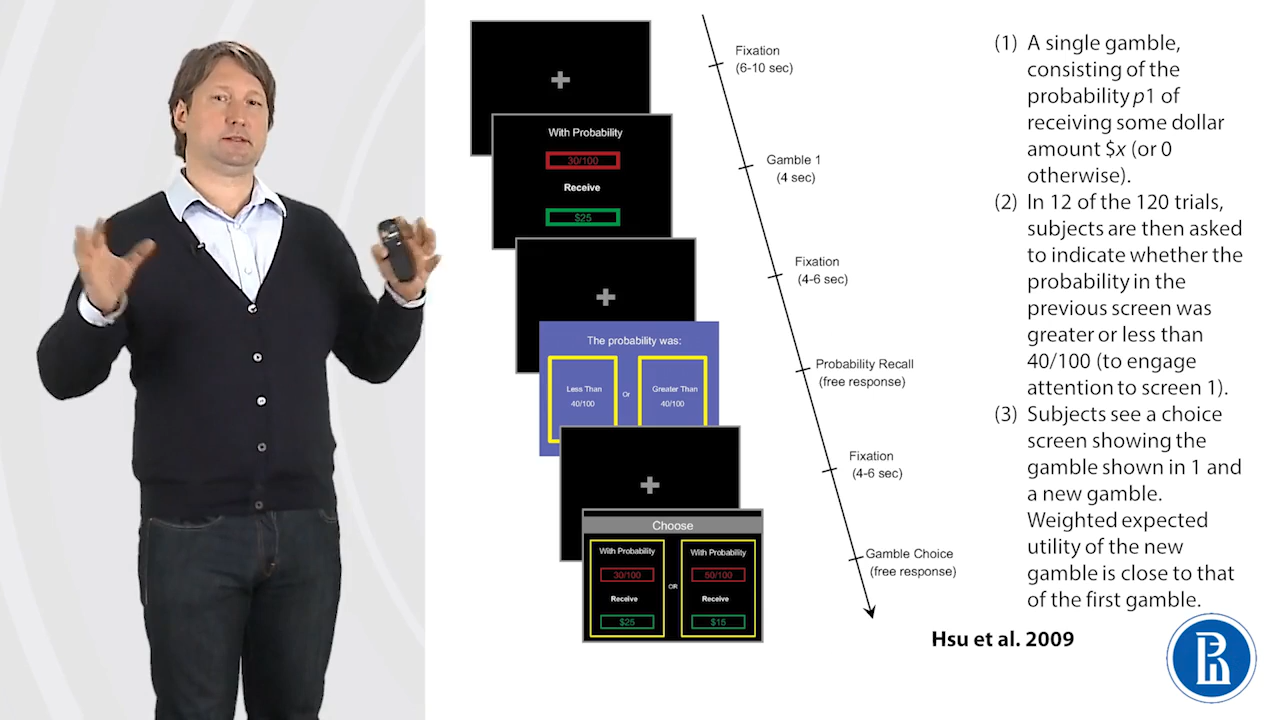 Fixation
(6-10 sec)
With Probability
30/100
Receive
$25
Gamble 1
(4 sec)
Fixation
(4-6 sec)
The probability was:
Less Than
40/100
Or
Greater Than
40/100
Probability Recall
(free response)
Fixation
(4-6 sec)
Choose
With Probability
30/100
Receive
$25
OR
With Probability
50/100
Receive
$15
Gamble Choice
(free response)
(1) A single gamble,
consisting of the
probability p1 of
receiving some dollar
amount $x (or 0
otherwise).
(2) In 12 of the 120 trials,
subjects are then asked
to indicate whether the
probability in the
previous screen was
greater or less than
40/100 (to engage
attention to screen 1).
(3) Subjects see a choice
screen showing the
gamble shown in 1 and
a new gamble.
Weighted expected
utility of the new
gamble is close to that
of the first gamble.
Hsu et al. 2009